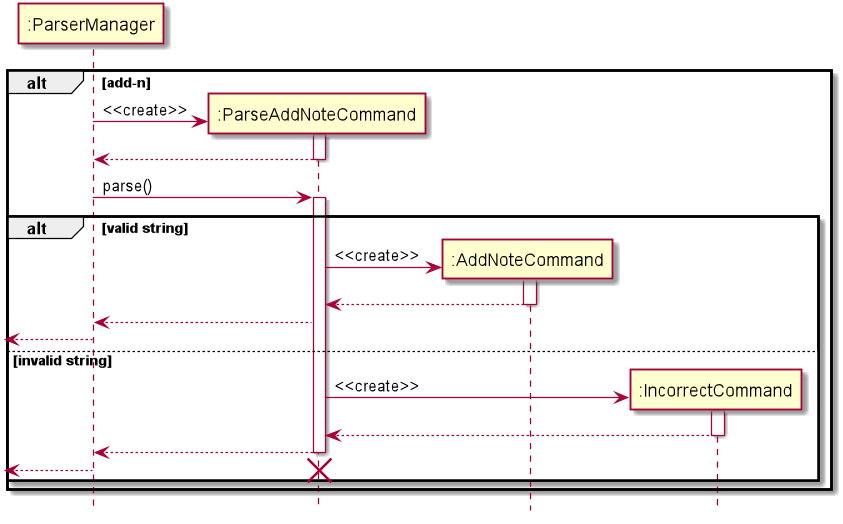 :ParserManager
alt [add-n]
<<create>>
:ParseAddNoteCommand
parse()
alt [valid string]
<<create>>
:AddNoteCommand
[invalid string]
<<create>>
:IncorrectCommand